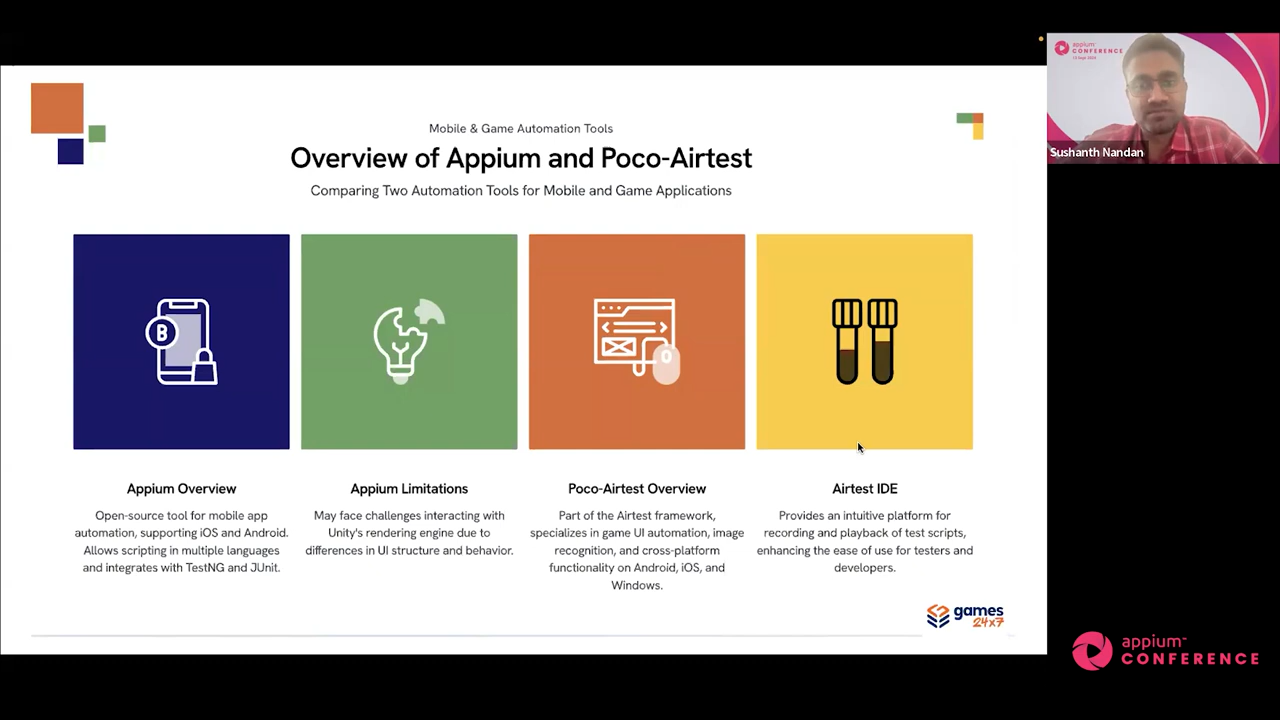 Mobile & Game Automation Tools
Overview of Appium and Poco-Airtest
Comparing Two Automation Tools for Mobile and Game Applications
B
Appium Overview
Open-source tool for mobile app
automation, supporting iOS and Android.
Allows scripting in multiple languages
and integrates with TestNG and JUnit.
Appium Limitations
May face challenges interacting with
Unity's rendering engine due to
differences in UI structure and behavior.
Poco-Airtest Overview
Part of the Airtest framework,
specializes in game UI automation, image
recognition, and cross-platform
functionality on Android, iOS, and
Windows.
Airtest IDE
Provides an intuitive platform for
recording and playback of test scripts,
enhancing the ease of use for testers and
developers.
games
24x7
appium
CONFERENCE
Sushanth Nandan
appium
CONFERENCE